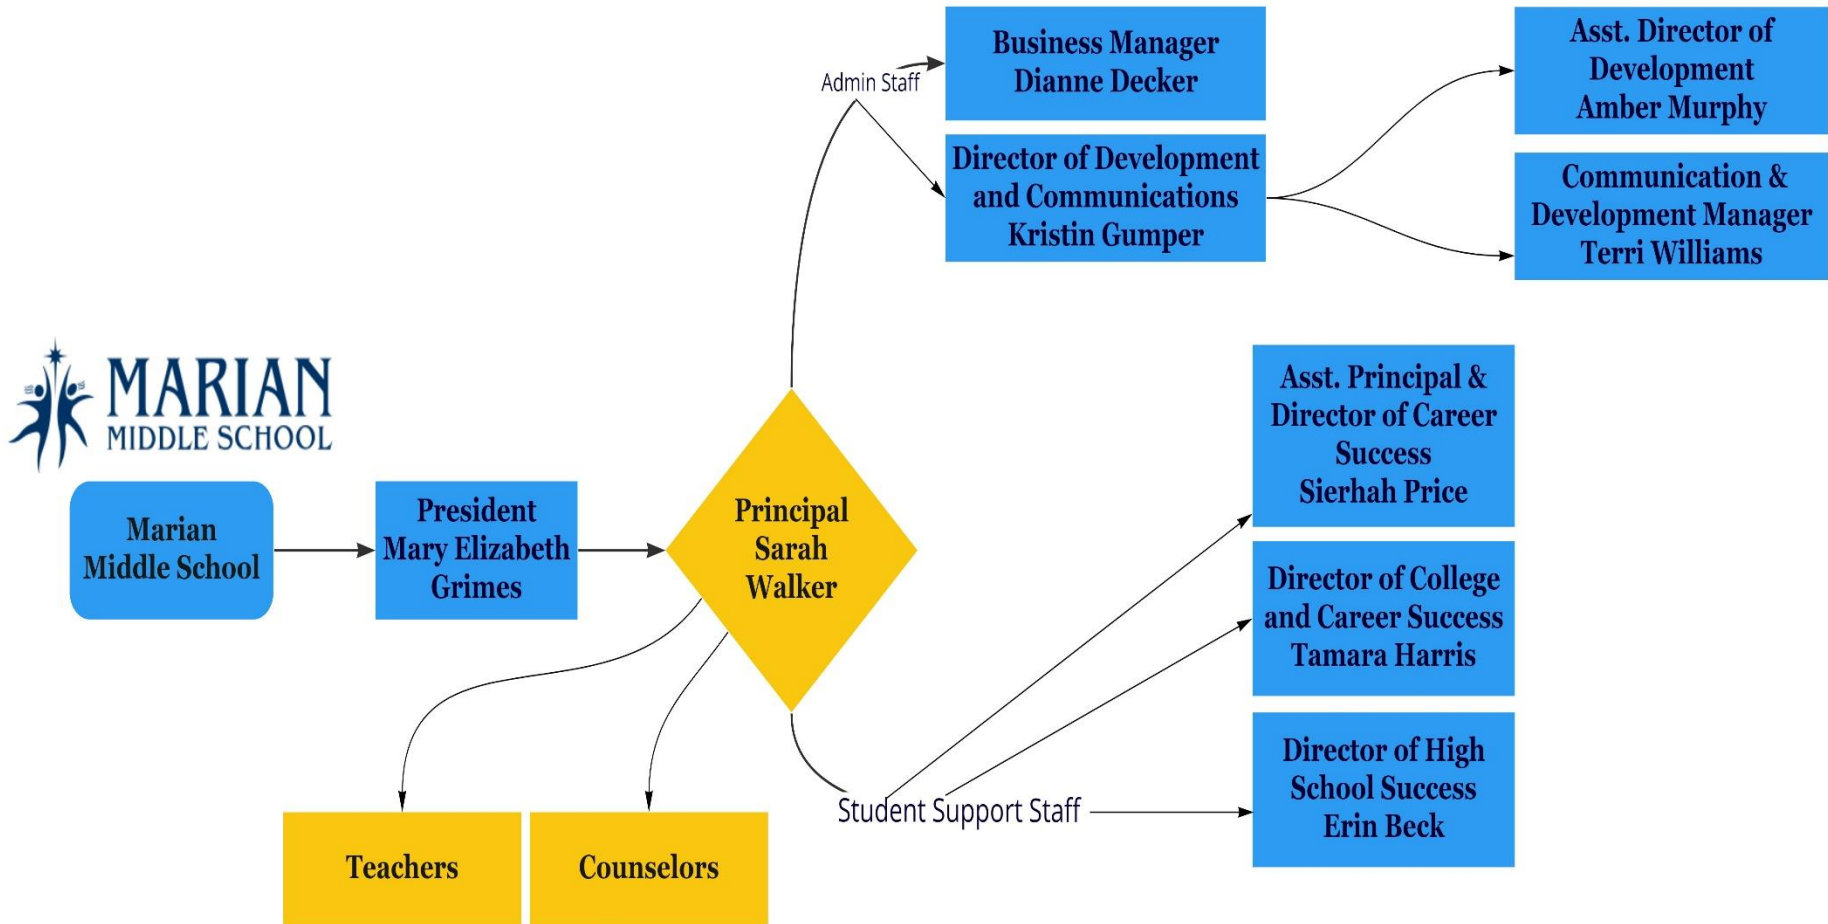 MARIAN
MIDDLE SCHOOL
Marian
Middle School
President
Mary Elizabeth
Grimes
Principal
Sarah
Walker
Admin Staff
Business Manager
Dianne Decker
Director of Development
and Communications
Kristin Gumper
Asst. Director of
Development
Amber Murphy
Communication &
Development Manager
Terri Williams
Student Support Staff
Asst. Principal &
Director of Career
Success
Sierhah Price
Director of College
and Career Success
Tamara Harris
Director of High
School Success
Erin Beck
Teachers
Counselors